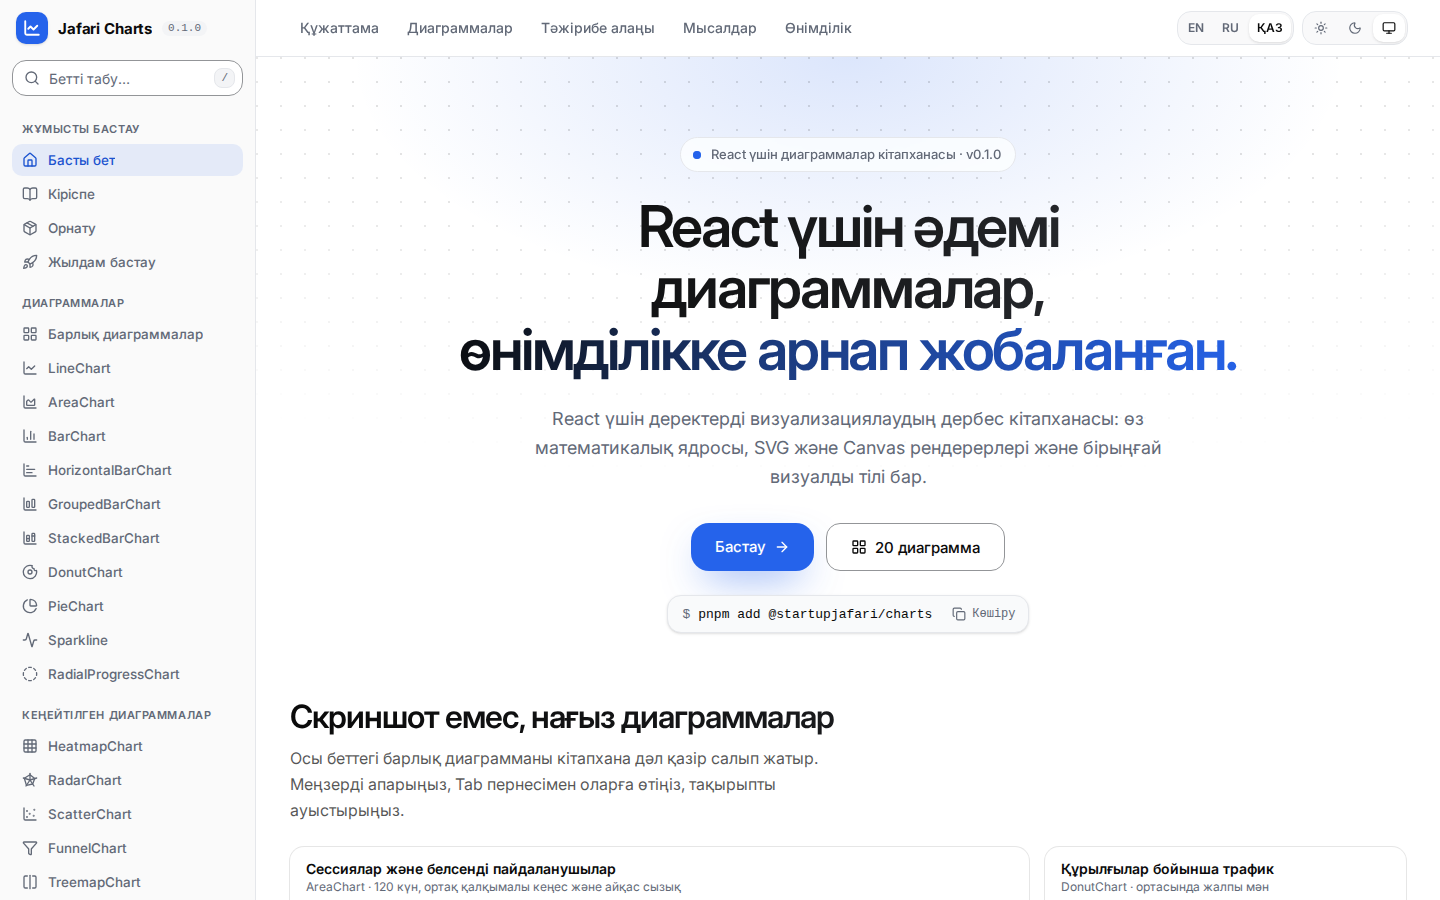 Jafari Charts 0.1.0
Бетті табу... /
ЖҰМЫСТЫ БАСТАУ
Басты бет
Кіріспе
Орнату
Жылдам бастау
ДИАГРАММАЛАР
Барлық диаграммалар
LineChart
AreaChart
BarChart
HorizontalBarChart
GroupedBarChart
StackedBarChart
DonutChart
PieChart
Sparkline
RadialProgressChart
КЕҢЕЙТІЛГЕН ДИАГРАММАЛАР
HeatmapChart
RadarChart
ScatterChart
FunnelChart
TreemapChart
Құжаттама Диаграммалар Тәжірибе алаңы Мысалдар Өнімділік EN RU ҚАЗ
React үшін диаграммалар кітапханасы · v0.1.0
React үшін әдемі
диаграммалар,
өнімділікке арнап жобаланған.
React үшін деректерді визуализациялаудың дербес кітапханасы: өз
математикалық ядросы, SVG және Canvas рендерерлері және бірыңғай
визуалды тілі бар.
Бастау 20 диаграмма
$ pnpm add @startupjafari/charts Көшіру
Скриншот емес, нағыз диаграммалар
Осы беттегі барлық диаграмманы кітапхана дәл қазір салып жатыр.
Меңзерді апарыңыз, Tab пернесімен оларға өтіңіз, тақырыпты
ауыстырыңыз.
Сессиялар және белсенді пайдаланушылар
AreaChart · 120 күн, ортақ қалқымалы кеңес және айқас сызық
Құрылғылар бойынша трафик
DonutChart · ортасында жалпы мән